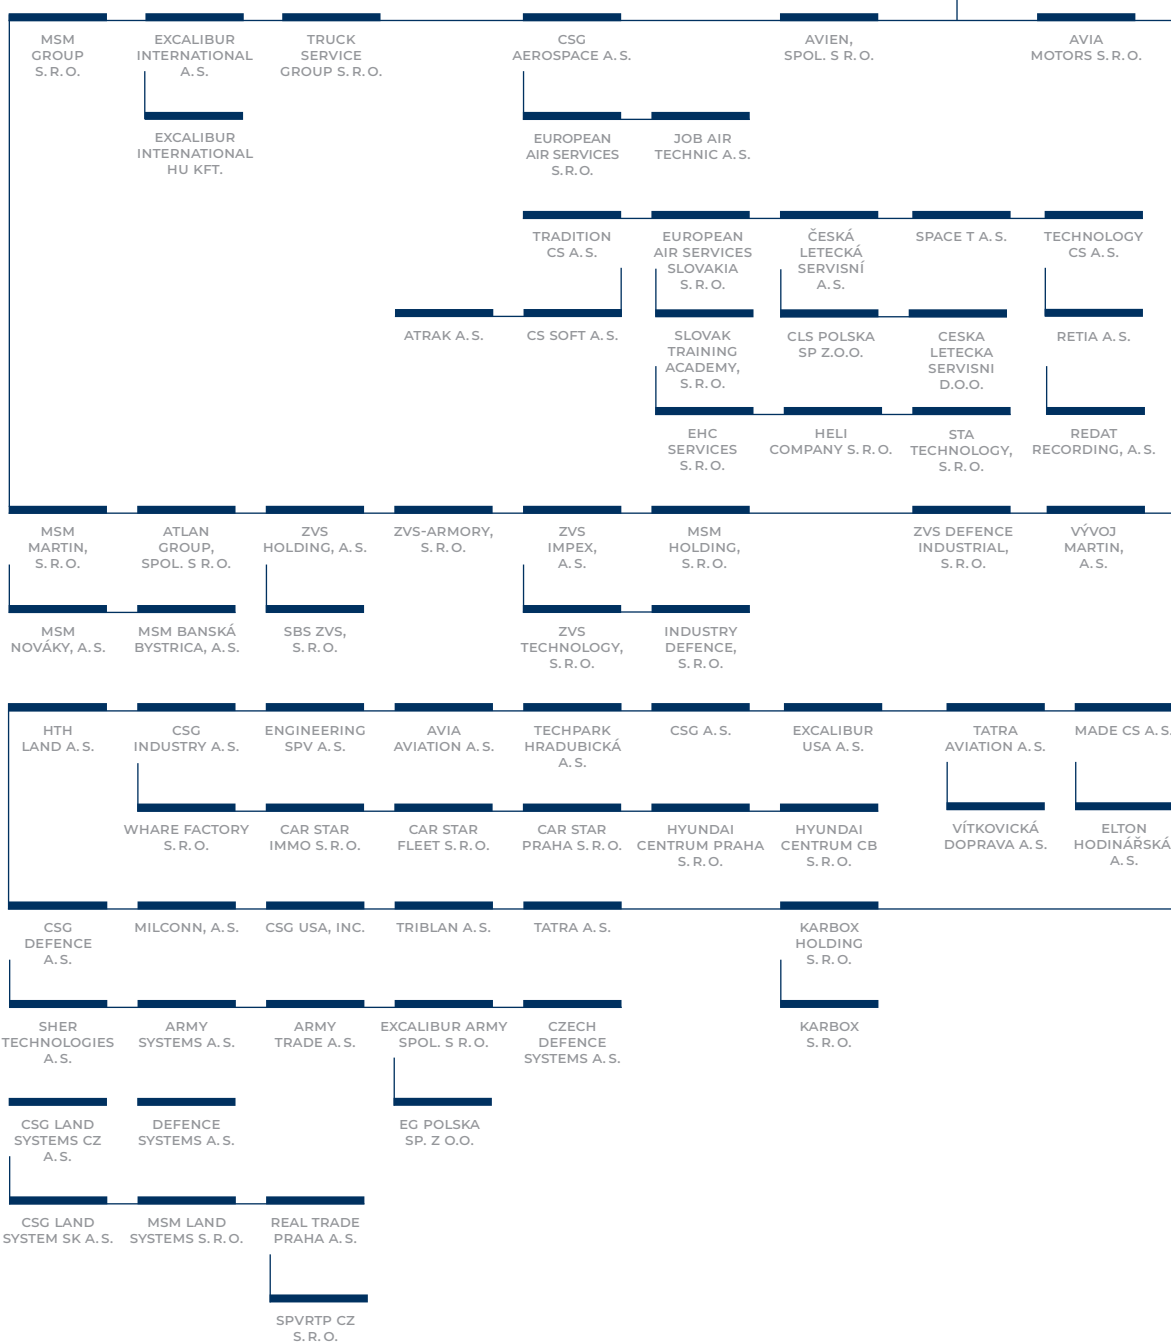 MSM
GROUP
S. R. O.
EXCALIBUR
INTERNATIONAL
A. S.
TRUCK
SERVICE
GROUP S. R. O.
CSG
AEROSPACE A. S.
AVIEN,
SPOL. S R. O.
AVIA
MOTORS S. R. O.
EXCALIBUR
INTERNATIONAL
HU KFT.
EUROPEAN
AIR SERVICES
S.R.O.
JOB AIR
TECHNIC A. S.
TRADITION
CS A. S.
EUROPEAN
AIR SERVICES
SLOVAKIA
S. R. O.
ČESKÁ
LETECKÁ
SERVISNÍ
A. S.
SPACE T A. S.
TECHNOLOGY
CS A. S.
ATRAK A. S.
CS SOFT A. S.
SLOVAK
TRAINING
ACADEMY,
S. R. O.
CLS POLSKA
SP Z.O.O.
CESKA
LETECKA
SERVISNI
D.O.O.
RETIA A. S.
EHC
SERVICES
S. R. O.
HELI
COMPANY S. R. O.
STA
TECHNOLOGY,
S. R. O.
REDAT
RECORDING, A. S.
MSM
MARTIN,
S. R. O.
ATLAN
GROUP,
SPOL. S R. O.
ZVS
HOLDING, A. S.
ZVS-ARMORY,
S. R. O.
ZVS
IMPEX,
A. S.
MSM
HOLDING,
S. R. O.
ZVS DEFENCE
INDUSTRIAL,
S. R. O.
VÝVOJ
MARTIN,
A. S.
MSM
NOVÁKY, A. S.
MSM BANSKÁ
BYSTRICA, A. S.
SBS ZVS,
S. R. O.
ZVS
TECHNOLOGY,
S. R. O.
INDUSTRY
DEFENCE,
S. R. O.
HTH
LAND A. S.
CSG
INDUSTRY A. S.
ENGINEERING
SPV A. S.
AVIA
AVIATION A. S.
TECHPARK
HRADUBICKÁ
A. S.
CSG A. S.
EXCALIBUR
USA A. S.
TATRA
AVIATION A. S.
MADE CS A. S.
WHARE FACTORY
S. R. O.
CAR STAR
IMMO S. R. O.
CAR STAR
FLEET S. R. O.
CAR STAR
PRAHA S. R. O.
HYUNDAI
CENTRUM PRAHA
S. R. O.
HYUNDAI
CENTRUM CB
S. R. O.
VÍTKOVICKÁ
DOPRAVA A. S.
ELTON
HODINÁŘSKÁ
A. S.
CSG
DEFENCE
A. S.
MILCONN, A. S.
CSG USA, INC.
TRIBLAN A. S.
TATRA A. S.
KARBOX
HOLDING
S. R. O.
SHER
TECHNOLOGIES
A. S.
ARMY
SYSTEMS A. S.
ARMY
TRADE A. S.
EXCALIBUR ARMY
SPOL. S R. O.
CZECH
DEFENCE
SYSTEMS A. S.
KARBOX
S. R. O.
CSG LAND
SYSTEMS CZ
A. S.
DEFENCE
SYSTEMS A. S.
EG POLSKA
SP. Z O.O.
CSG LAND
SYSTEM SK A. S.
MSM LAND
SYSTEMS S. R. O.
REAL TRADE
PRAHA A. S.
SPVRTP CZ
S. R. O.